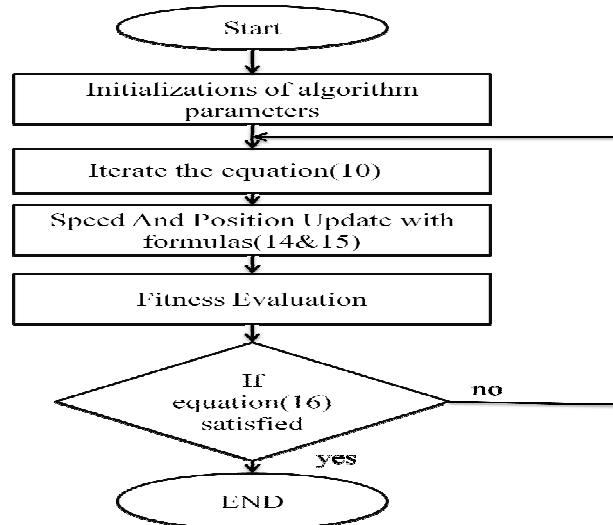 Start
Initializations of algorithm
parameters
Iterate the equation(10)
Speed And Position Update with
formulas(14&15)
Fitness Evaluation
If
equation(16)
satisfied
no
yes
END